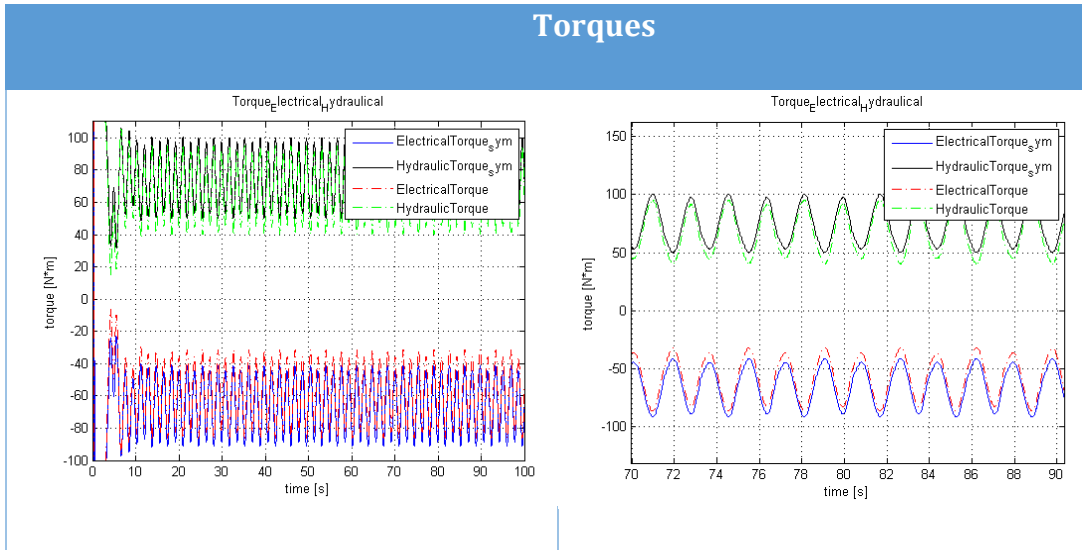 Torques
Torque_Electrical_Hydraulical
100
80
60
40
20
0
-20
-40
-60
-80
-100
torque [N*m]
ElectricalTorque_sym
HydraulicTorque_sym
ElectricalTorque
HydraulicTorque
0 10 20 30 40 50 60 70 80 90 100
time [s]
Torque_Electrical_Hydraulical
150
100
50
0
-50
-100
torque [N*m]
ElectricalTorque_sym
HydraulicTorque_sym
ElectricalTorque
HydraulicTorque
70 72 74 76 78 80 82 84 86 88 90
time [s]